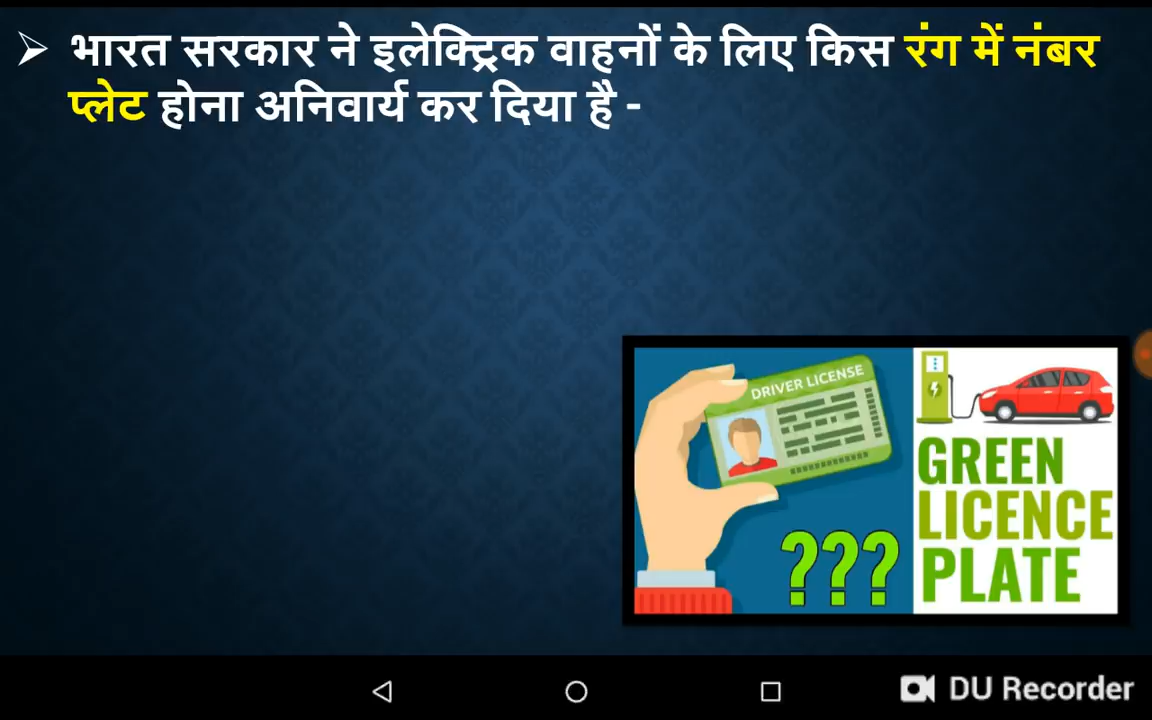 भारत सरकार ने इलेक्ट्रिक वाहनों के लिए किस रंग में नंबर
प्लेट होना अनिवार्य कर दिया है -
DRIVER LICENSE
???
GREEN
LICENCE
PLATE
DU Recorder